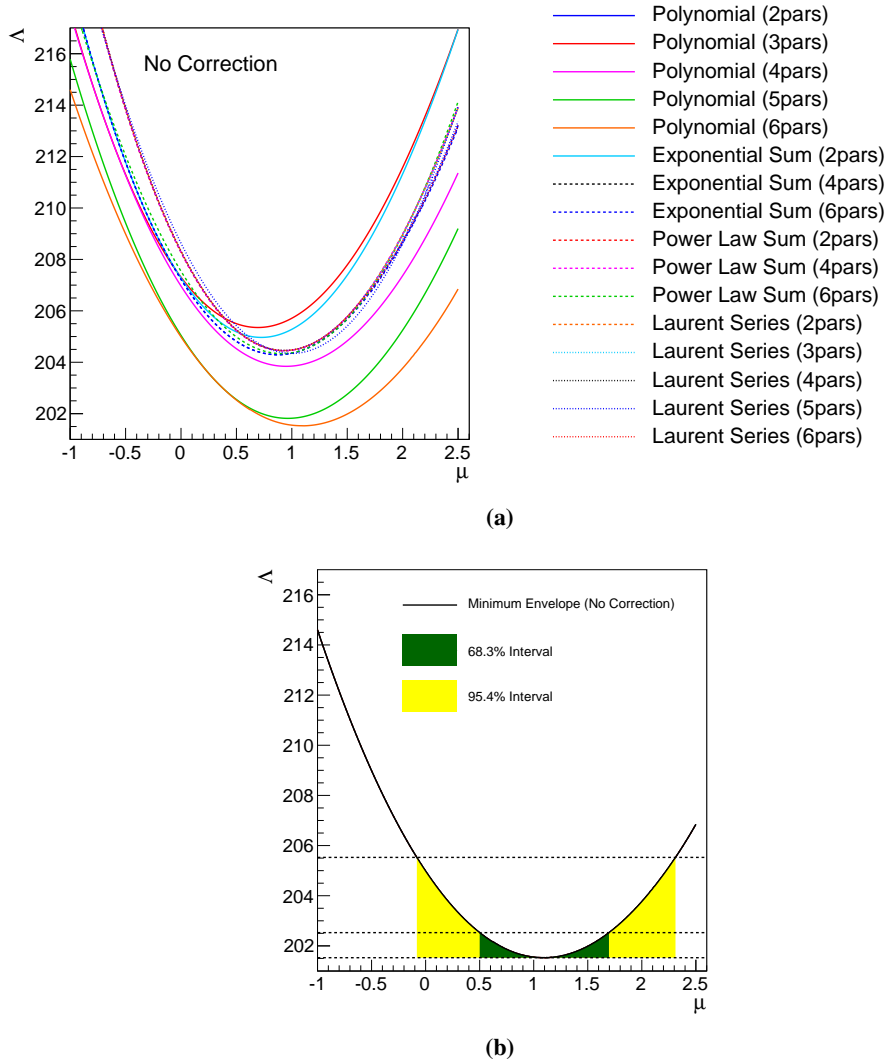 Λ
216
214
212
210
208
206
204
202
No Correction
-1 -0.5 0 0.5 1 1.5 2 2.5
μ
Polynomial (2pars)
Polynomial (3pars)
Polynomial (4pars)
Polynomial (5pars)
Polynomial (6pars)
Exponential Sum (2pars)
Exponential Sum (4pars)
Exponential Sum (6pars)
Power Law Sum (2pars)
Power Law Sum (4pars)
Power Law Sum (6pars)
Laurent Series (2pars)
Laurent Series (3pars)
Laurent Series (4pars)
Laurent Series (5pars)
Laurent Series (6pars)
(a)
Λ
216
214
212
210
208
206
204
202
Minimum Envelope (No Correction)
68.3% Interval
95.4% Interval
-1 -0.5 0 0.5 1 1.5 2 2.5
μ
(b)